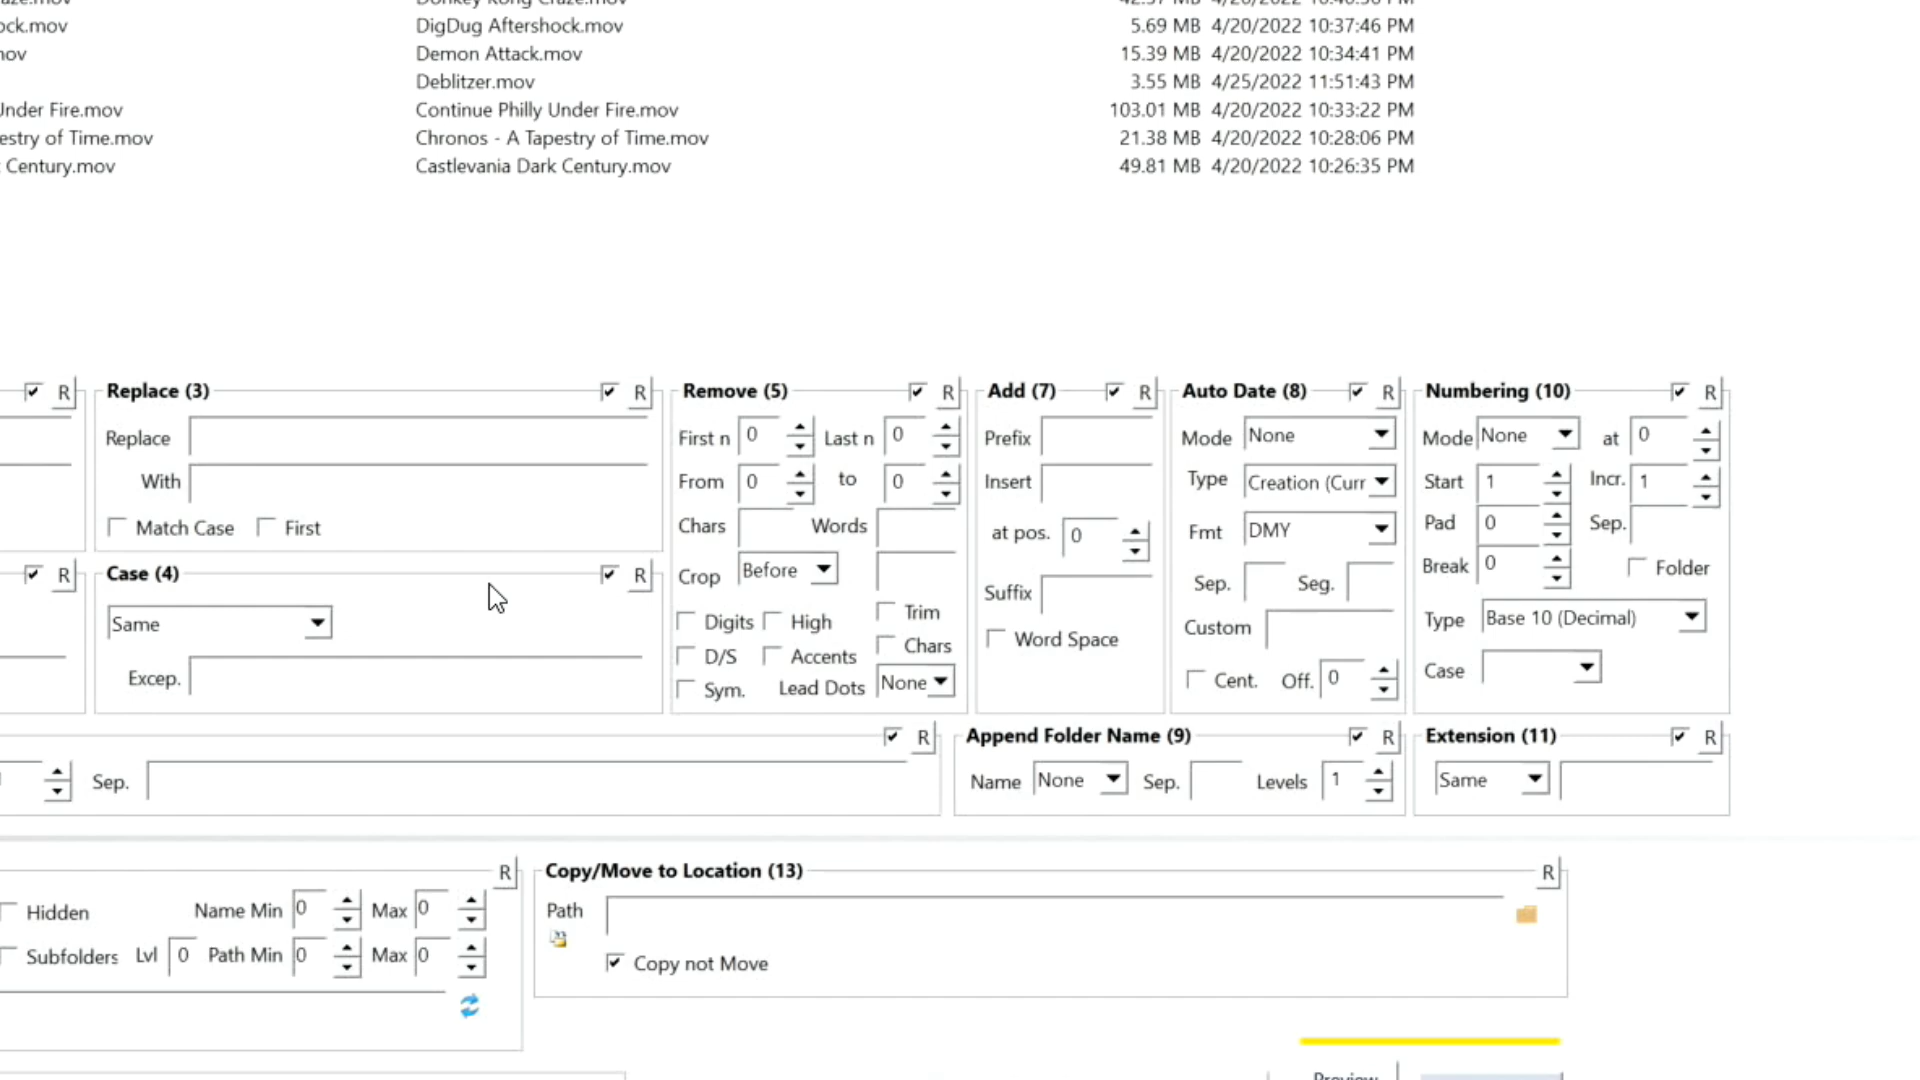 Donkey Kong Craze.mov
ock.mov DigDug Aftershock.mov 5.69 MB 4/20/2022 10:37:46 PM
nov Demon Attack.mov 15.39 MB 4/20/2022 10:34:41 PM
Deblitzer.mov 3.55 MB 4/25/2022 11:51:43 PM
Under Fire.mov Continue Philly Under Fire.mov 103.01 MB 4/20/2022 10:33:22 PM
estry of Time.mov Chronos - A Tapestry of Time.mov 21.38 MB 4/20/2022 10:28:06 PM
Century.mov Castlevania Dark Century.mov 49.81 MB 4/20/2022 10:26:35 PM
R Replace (3) R Remove (5) R Add (7) R Auto Date (8) R Numbering (10) R
Replace First n 0 Last n 0 Prefix Mode None Mode None at 0
With From 0 to 0 Insert Type Creation (Curr Start 1 Incr. 1
Match Case First Chars Words at pos. 0 Fmt DMY Pad 0 Sep.
R Case (4) R Crop Before Suffix Sep. Seg. Break 0 Folder
Same Digits High Trim Word Space Custom Type Base 10 (Decimal)
Excep. D/S Accents Chars Cent. Off. 0 Case
Sym. Lead Dots None
R Append Folder Name (9) R Extension (11) R
Sep. Name None Sep. Levels 1 Same
R Copy/Move to Location (13) R
Hidden Name Min 0 Max 0 Path
Subfolders Lvl 0 Path Min 0 Max 0 Copy not Move
Preview